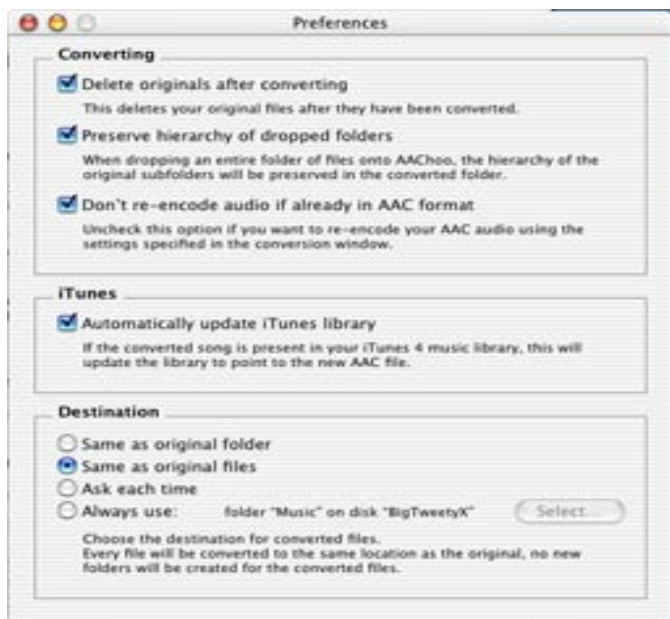 Preferences
Converting
Delete originals after converting
This deletes your original files after they have been converted.
Preserve hierarchy of dropped folders
When dropping an entire folder of files onto AAChoo, the hierarchy of the
original subfolders will be preserved in the converted folder.
Don't re-encode audio if already in AAC format
Uncheck this option if you want to re-encode your AAC audio using the
settings specified in the conversion window.
iTunes
Automatically update iTunes library
If the converted song is present in your iTunes 4 music library, this will
update the library to point to the new AAC file.
Destination
Same as original folder
Same as original files
Ask each time
Always use: folder "Music" on disk "BigTweetyX" Select...
Choose the destination for converted files.
Every file will be converted to the same location as the original, no new
folders will be created for the converted files.